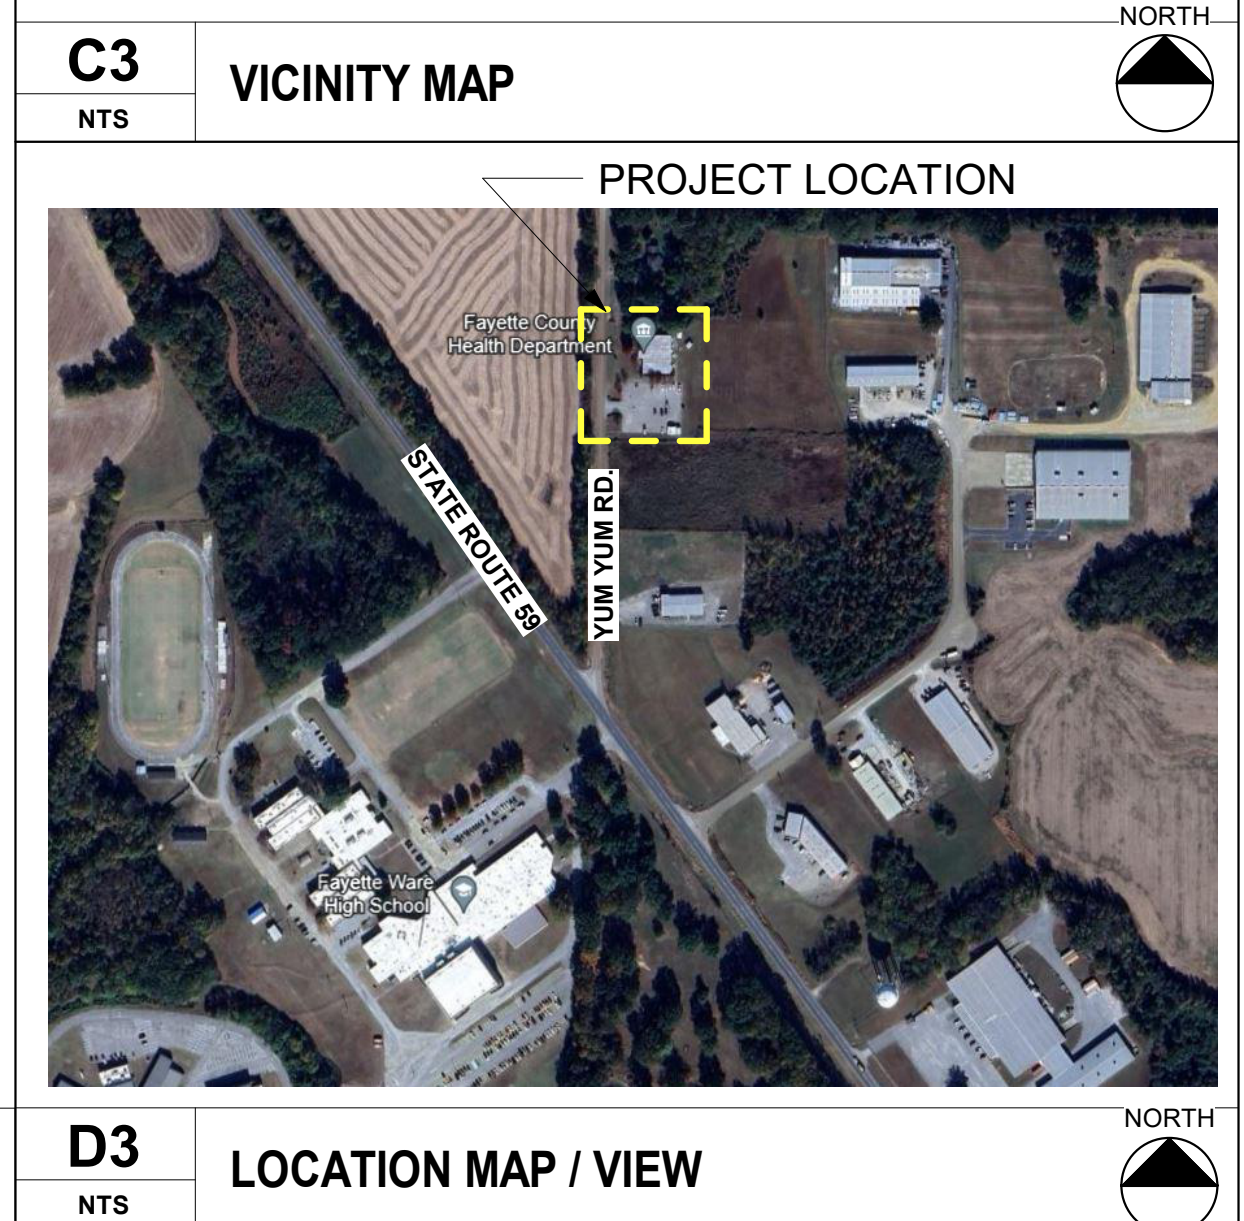 NORTH
C3
NTS
VICINITY MAP
PROJECT LOCATION
Fayette County
Health Department
STATE ROUTE 59
YUM YUM RD.
Fayette Ware
High School
NORTH
D3
NTS
LOCATION MAP / VIEW